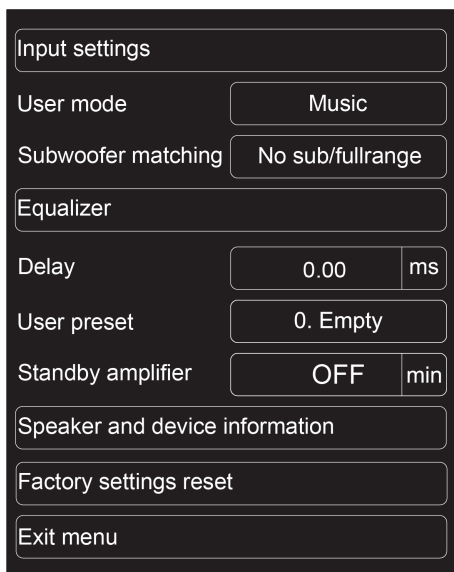 Input settings
User mode Music
Subwoofer matching No sub/fullrange
Equalizer
Delay 0.00 ms
User preset 0. Empty
Standby amplifier OFF min
Speaker and device information
Factory settings reset
Exit menu